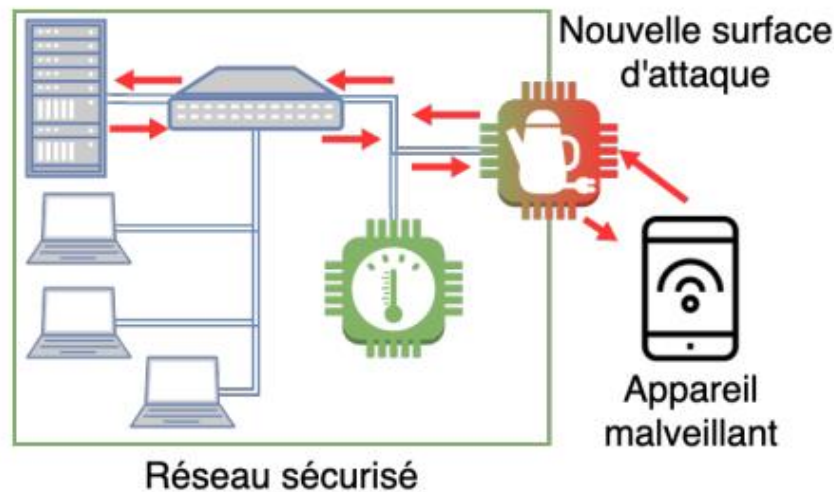 Nouvelle surface
d'attaque
Appareil
malveillant
Réseau sécurisé